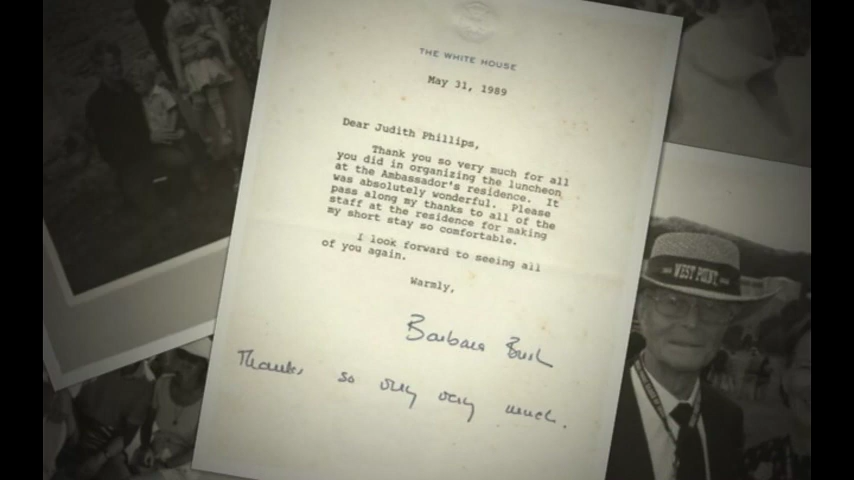 THE WHITE HOUSE
May 31, 1989
Dear Judith Phillips,
Thank you so very much for all
you did in organizing the luncheon
at the Ambassador's residence. It
was absolutely wonderful. Please
pass along my thanks to all of the
staff at the residence for making
my short stay so comfortable.
I look forward to seeing all
of you again.
Warmly,
Barbara Bush
Thanks so very very much.
WEST POINT